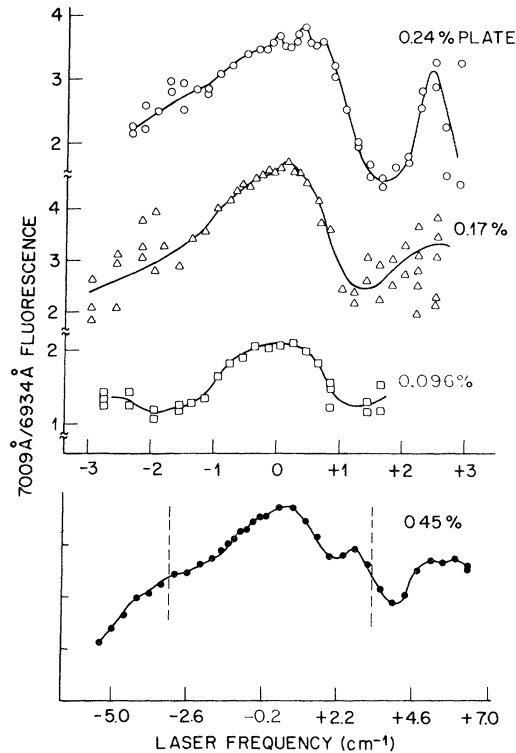 4
0.24% PLATE
3
2
4
0.17%
3
2
2
0.096%
1
7009Å/6934Å FLUORESCENCE
-3 -2 -1 0 +1 +2 +3
045%
-5.0 -2.6 -0.2 +2.2 +4.6 +7.0
LASER FREQUENCY (cm⁻¹)